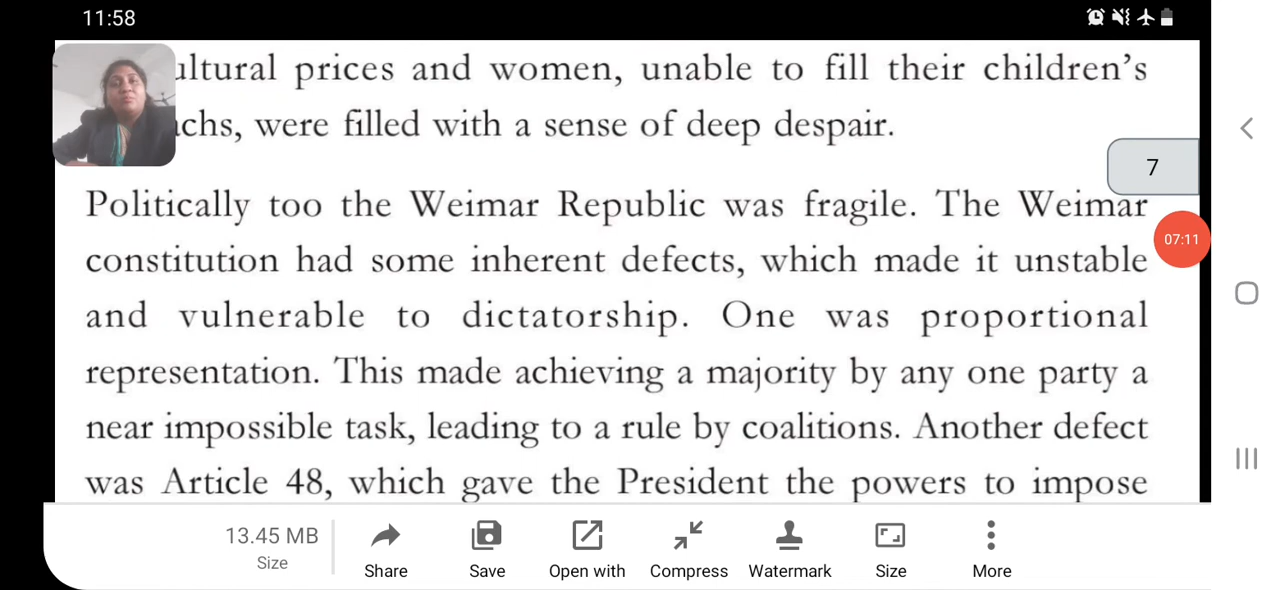 11:58
ultural prices and women, unable to fill their children's
chs, were filled with a sense of deep despair.
7
Politically too the Weimar Republic was fragile. The Weimar
07:11
constitution had some inherent defects, which made it unstable
and vulnerable to dictatorship. One was proportional
representation. This made achieving a majority by any one party a
near impossible task, leading to a rule by coalitions. Another defect
was Article 48, which gave the President the powers to impose
13.45 MB
Size
Share
Save
Open with
Compress
Watermark
Size
More